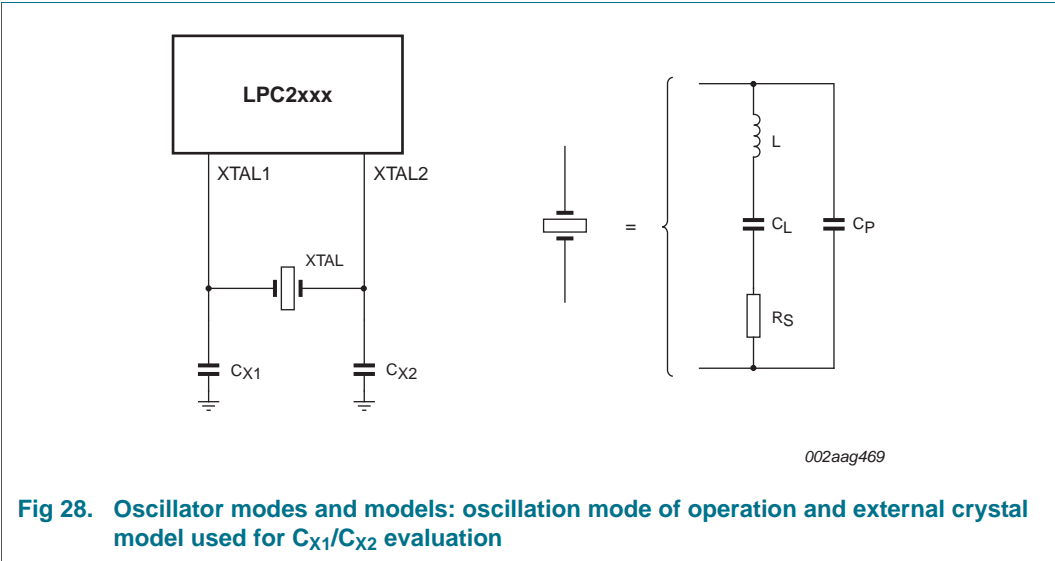 LPC2xxx
XTAL1
XTAL2
XTAL
CX1
CX2
=
L
CL
CP
RS
002aag469
Fig 28. Oscillator modes and models: oscillation mode of operation and external crystal
model used for CX1/CX2 evaluation